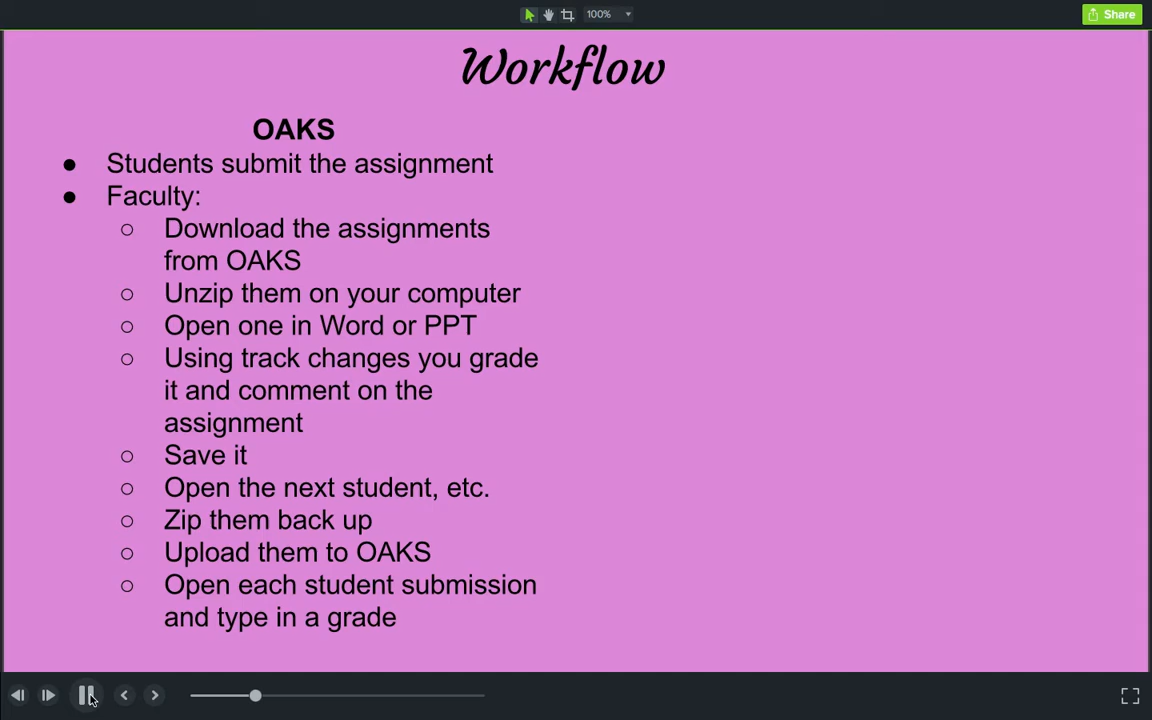 100%
Share
Workflow
OAKS
● Students submit the assignment
● Faculty:
○ Download the assignments
from OAKS
○ Unzip them on your computer
○ Open one in Word or PPT
○ Using track changes you grade
it and comment on the
assignment
○ Save it
○ Open the next student, etc.
○ Zip them back up
○ Upload them to OAKS
○ Open each student submission
and type in a grade